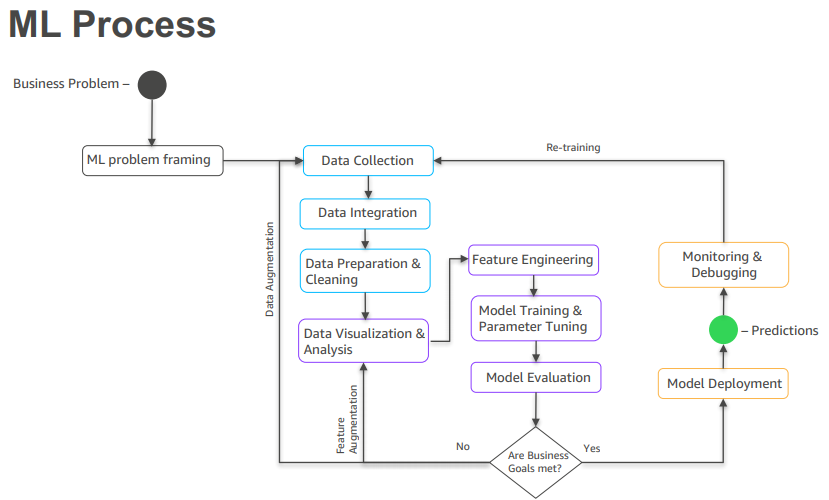 ML Process
Business Problem –
ML problem framing
Data Collection
Re-training
Data Integration
Data Augmentation
Data Preparation &
Cleaning
Feature Engineering
Monitoring &
Debugging
Data Visualization &
Analysis
Model Training &
Parameter Tuning
– Predictions
Model Evaluation
Model Deployment
Feature
Augmentation
No
Are Business
Goals met?
Yes